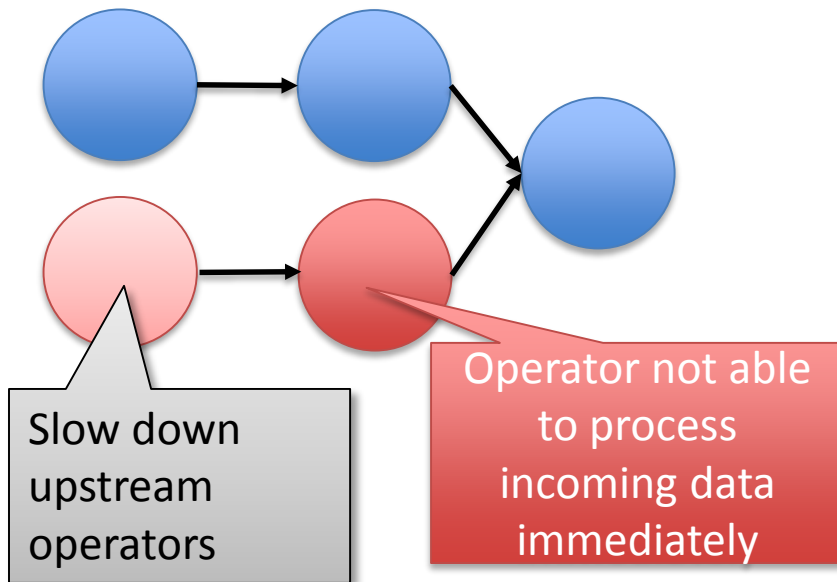 Slow down
upstream
operators
Operator not able
to process
incoming data
immediately